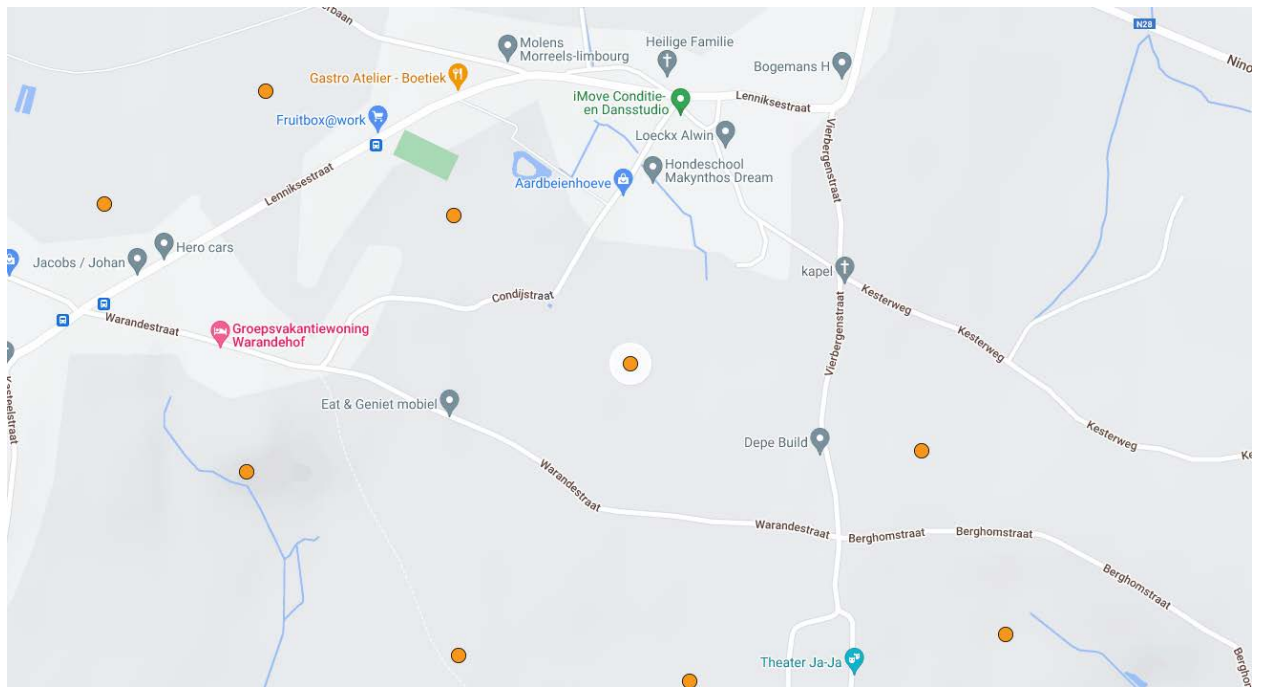 N28
Molens
Morreels-limbourg
Heilige Familie
Bogemans H
Gastro Atelier - Boetiek
iMove Conditie-
en Dansstudio
Lenniksestraat
Fruitbox@work
Loeckx Alwin
Vierbergenstraat
Hondeschool
Makynthos Dream
Lenniksestraat
Aardbeienhoeve
Hero cars
Jacobs / Johan
kapel
Condijstraat
Kesterweg
Warandestraat
Groepsvakantiewoning
Warandehof
Kesterweg
Vierbergenstraat
Eat & Geniet mobiel
Kesterweg
Depe Build
Warandestraat
Warandestraat
Berghomstraat
Berghomstraat
Berghomstraat
Theater Ja-Ja